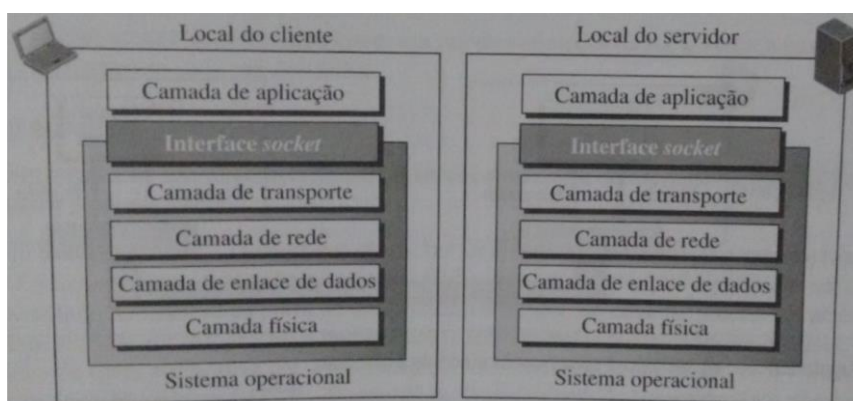 Local do cliente
Camada de aplicação
Interface socket
Camada de transporte
Camada de rede
Camada de enlace de dados
Camada física
Sistema operacional
Local do servidor
Camada de aplicação
Interface socket
Camada de transporte
Camada de rede
Camada de enlace de dados
Camada física
Sistema operacional